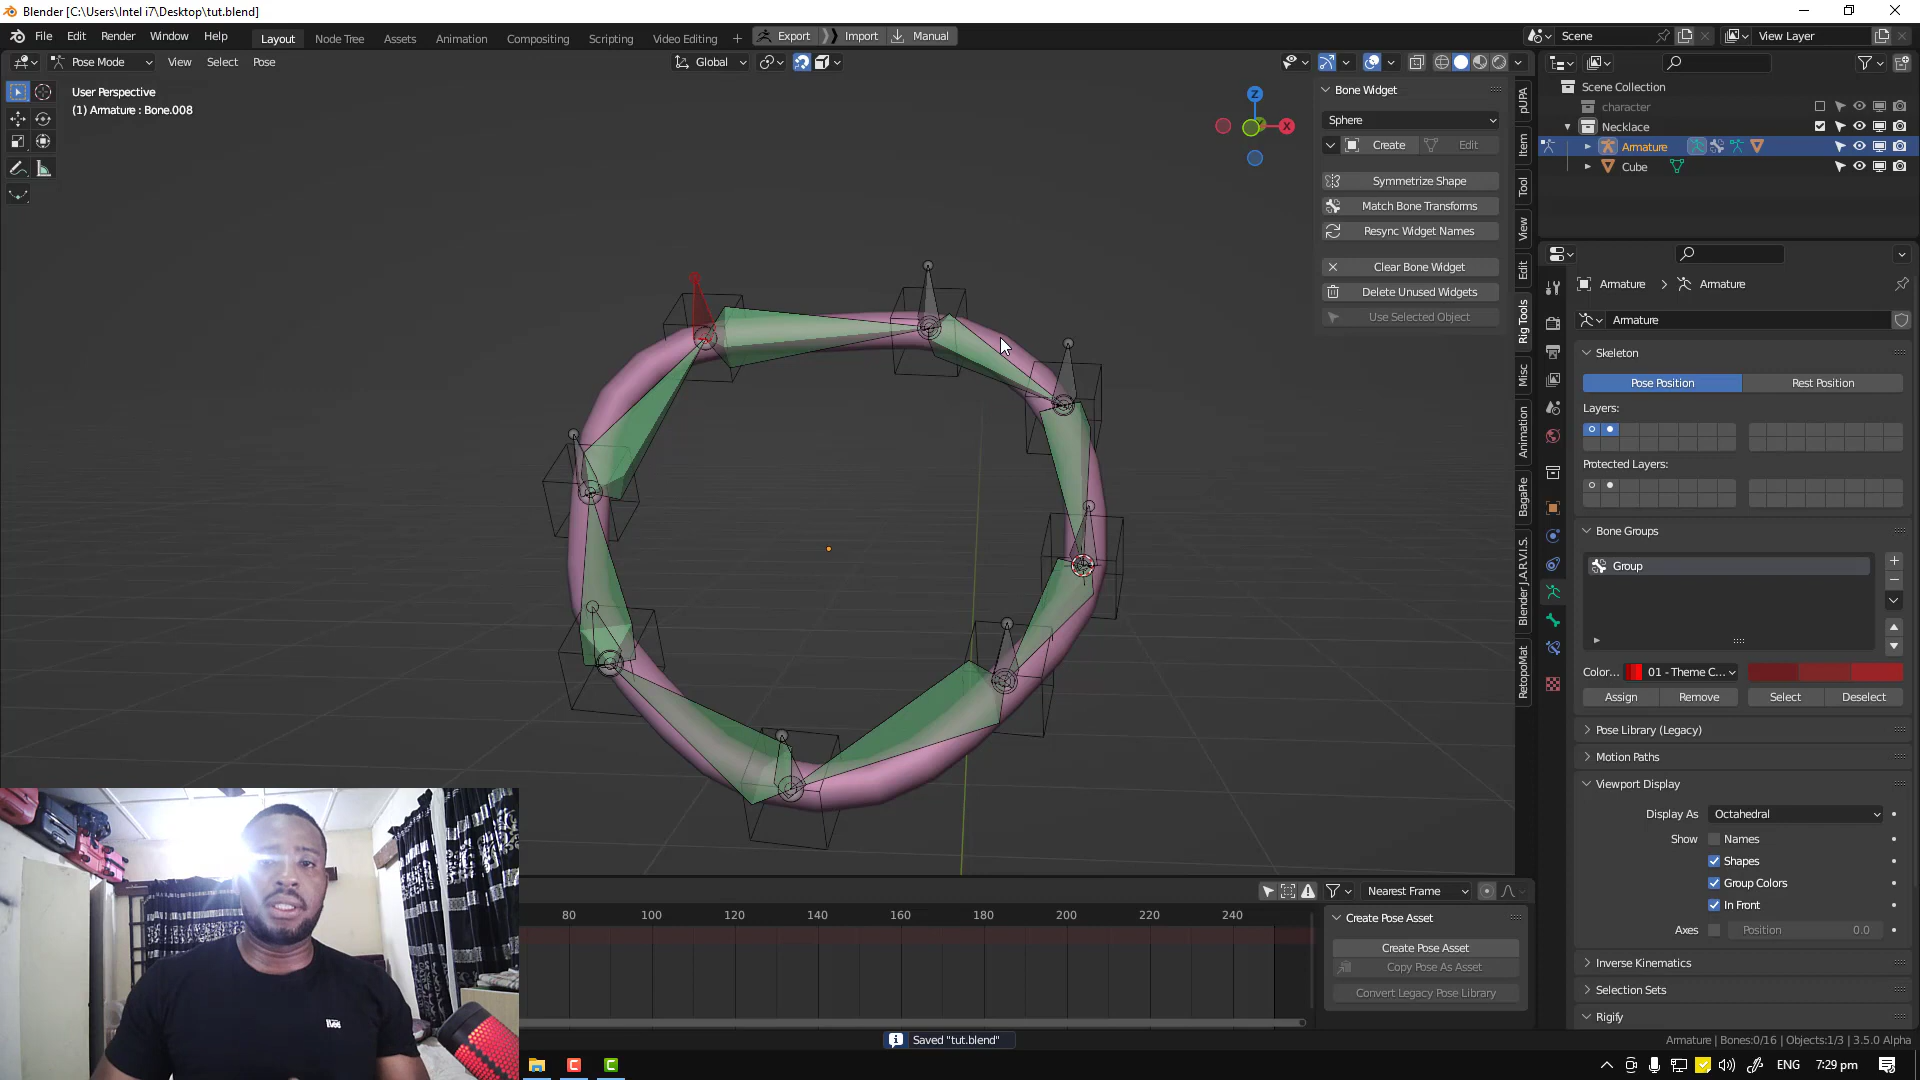 Blender [C:\Users\Intel i7\Desktop\tut.blend]
File Edit Render Window Help
Layout Node Tree Assets Animation Compositing Scripting Video Editing + Export Import Manual
Scene View Layer
Pose Mode View Select Pose Global
User Perspective
(1) Armature : Bone.008
Z
X
Bone Widget
Sphere
Create Edit
Symmetrize Shape
Match Bone Transforms
Resync Widget Names
Clear Bone Widget
Delete Unused Widgets
Use Selected Object
pUPA
Item
Tool
View
Edit
Rig Tools
Misc
Animation
BagaPie
Blender J.A.R.V.I.S.
RetopoMat
Scene Collection
character
Necklace
Armature
Cube
Armature > Armature
Armature
Skeleton
Pose Position Rest Position
Layers:
Protected Layers:
Bone Groups
Group
Color... 01 - Theme C...
Assign Remove Select Deselect
Pose Library (Legacy)
Motion Paths
Viewport Display
Display As Octahedral
Show Names
Shapes
Group Colors
In Front
Axes Position 0.0
Inverse Kinematics
Selection Sets
Rigify
Nearest Frame
80 100 120 140 160 180 200 220 240
Create Pose Asset
Create Pose Asset
Copy Pose As Asset
Convert Legacy Pose Library
Saved "tut.blend"
Armature | Bones:0/16 | Objects:1/3 | 3.5.0 Alpha
ENG 7:29 pm